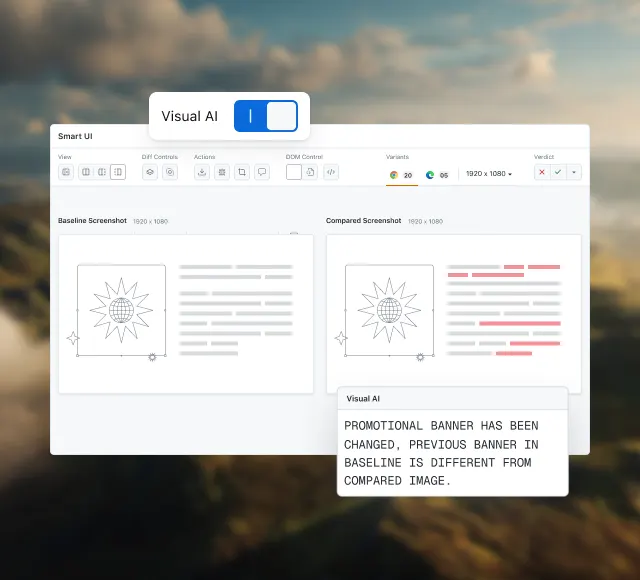 Visual AI
Smart UI
View
Diff Controls
Actions
DOM Control
Variants
Verdict
20
05
1920 x 1080
Baseline Screenshot 1920 x 1080
Compared Screenshot 1920 x 1080
Visual AI
PROMOTIONAL BANNER HAS BEEN
CHANGED, PREVIOUS BANNER IN
BASELINE IS DIFFERENT FROM
COMPARED IMAGE.